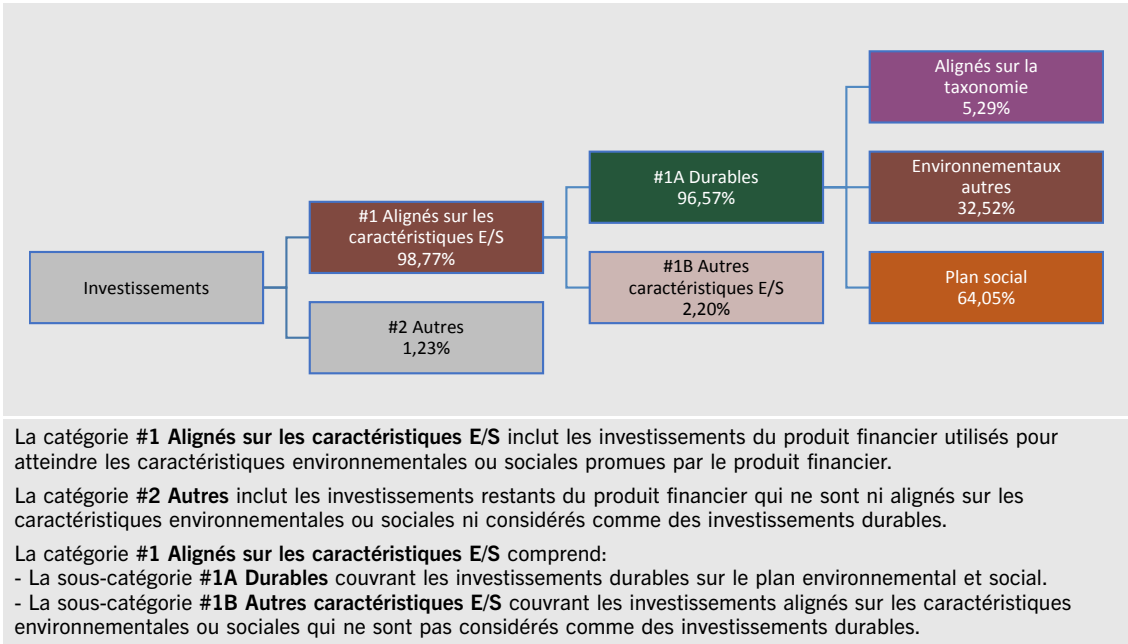 Investissements
#1 Alignés sur les
caractéristiques E/S
98,77%
#2 Autres
1,23%
#1A Durables
96,57%
#1B Autres
caractéristiques E/S
2,20%
Alignés sur la
taxonomie
5,29%
Environnementaux
autres
32,52%
Plan social
64,05%
La catégorie #1 Alignés sur les caractéristiques E/S inclut les investissements du produit financier utilisés pour
atteindre les caractéristiques environnementales ou sociales promues par le produit financier.
La catégorie #2 Autres inclut les investissements restants du produit financier qui ne sont ni alignés sur les
caractéristiques environnementales ou sociales ni considérés comme des investissements durables.
La catégorie #1 Alignés sur les caractéristiques E/S comprend:
- La sous-catégorie #1A Durables couvrant les investissements durables sur le plan environnemental et social.
- La sous-catégorie #1B Autres caractéristiques E/S couvrant les investissements alignés sur les caractéristiques
environnementales ou sociales qui ne sont pas considérés comme des investissements durables.